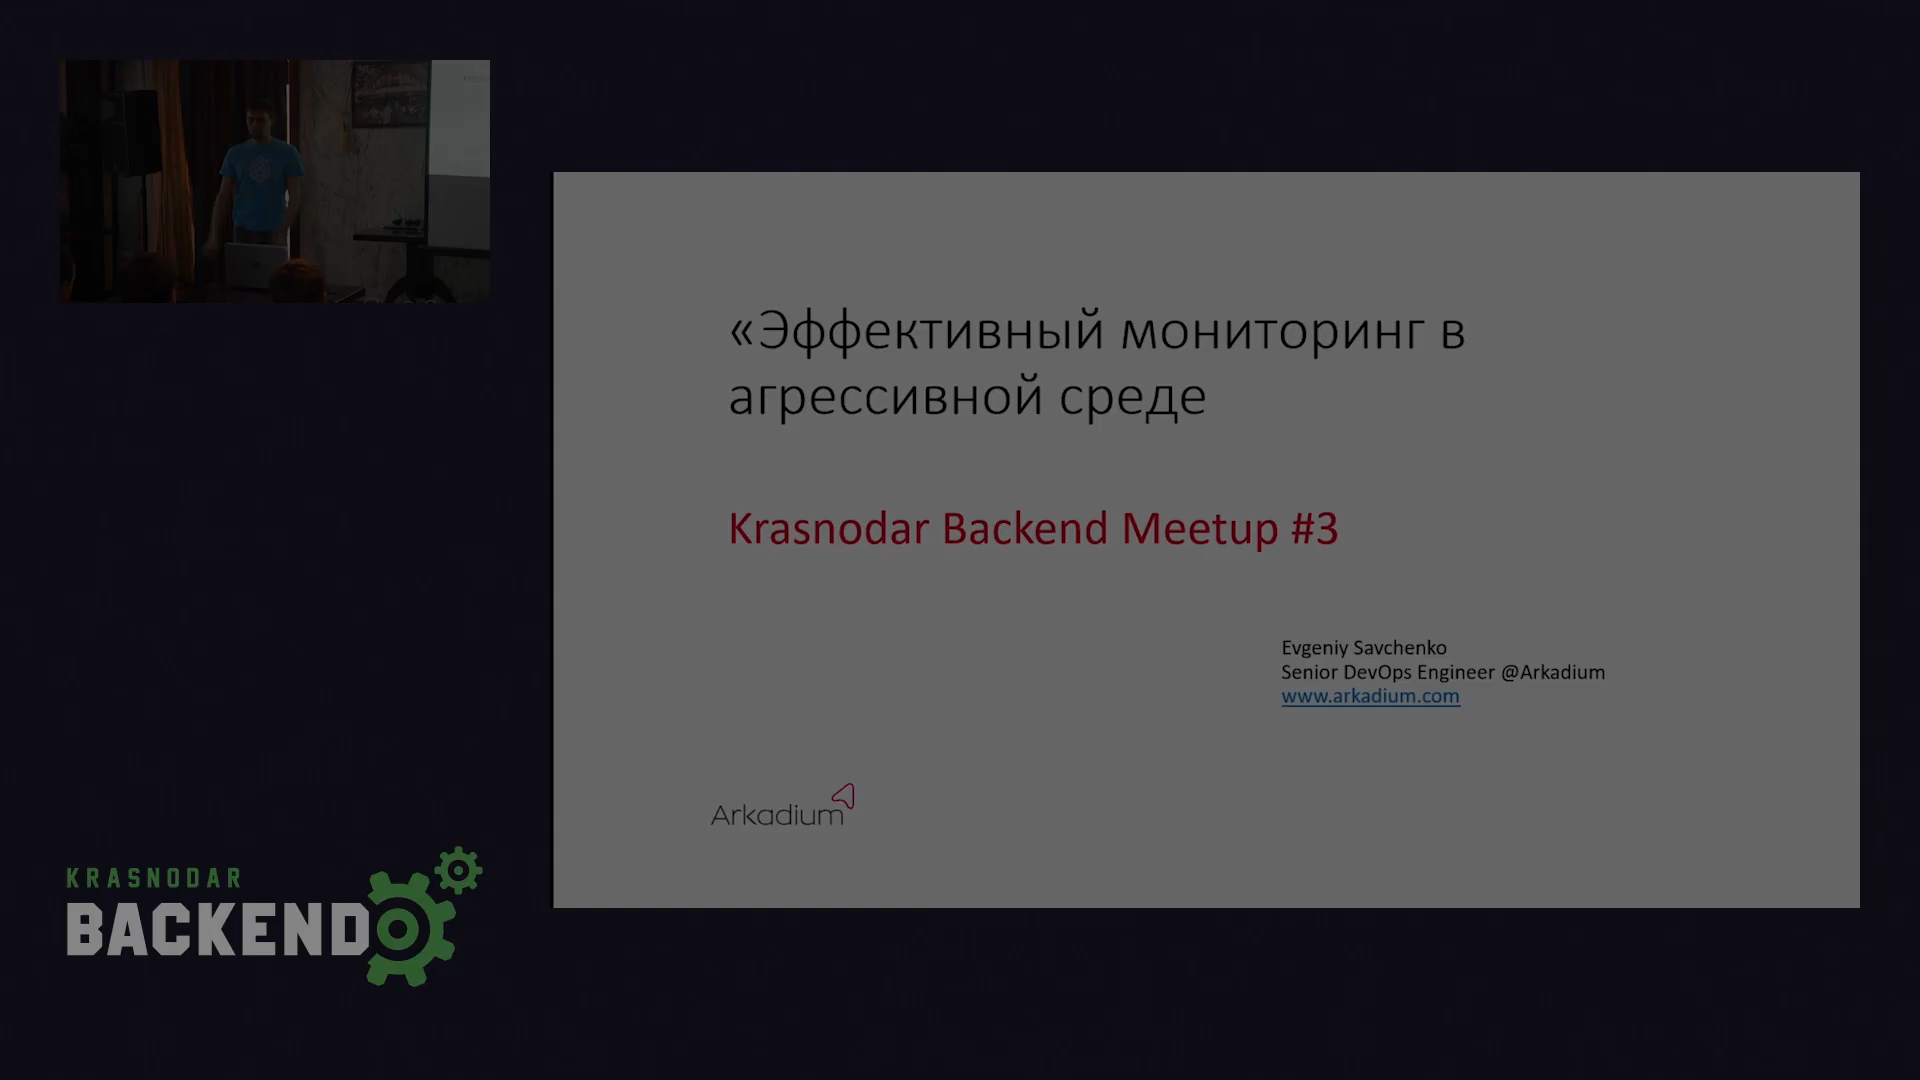 «Эффективный мониторинг в
агрессивной среде
Krasnodar Backend Meetup #3
Evgeniy Savchenko
Senior DevOps Engineer @Arkadium
www.arkadium.com
Arkadium
KRASNODAR
BACKEND